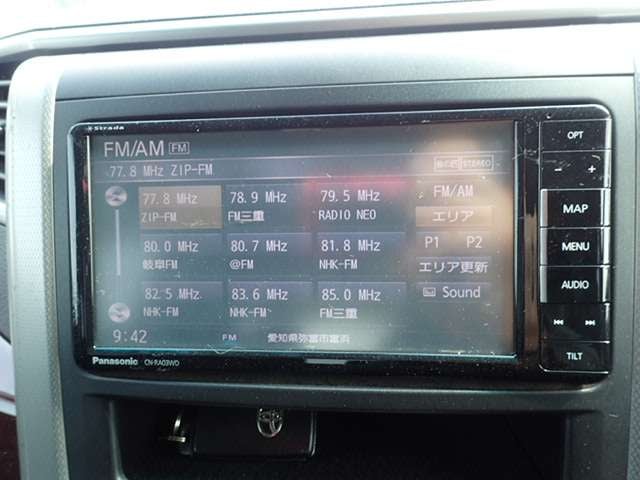 Strada
FM/AM FM
77.8 MHz ZIP-FM
STEREO
77.8 MHz
ZIP-FM
78.9 MHz
FM三重
79.5 MHz
RADIO NEO
FM/AM
エリア
80.0 MHz
岐阜FM
80.7 MHz
@FM
81.8 MHz
NHK-FM
P1 P2
エリア更新
82.5 MHz
NHK-FM
83.6 MHz
NHK-FM
85.0 MHz
FM三重
Sound
9:42
FM
愛知県弥富市富浜
Panasonic
CN-RA03WD
OPT
- +
MAP
MENU
AUDIO
TILT